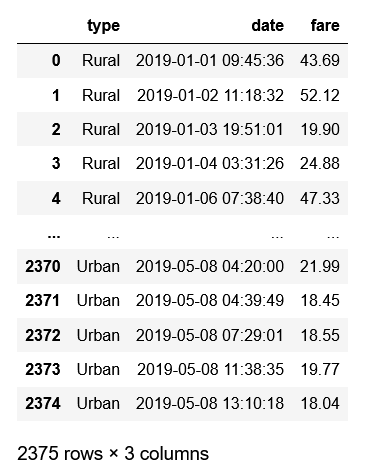 type date fare
0 Rural 2019-01-01 09:45:36 43.69
1 Rural 2019-01-02 11:18:32 52.12
2 Rural 2019-01-03 19:51:01 19.90
3 Rural 2019-01-04 03:31:26 24.88
4 Rural 2019-01-06 07:38:40 47.33
... ... ... ...
2370 Urban 2019-05-08 04:20:00 21.99
2371 Urban 2019-05-08 04:39:49 18.45
2372 Urban 2019-05-08 07:29:01 18.55
2373 Urban 2019-05-08 11:38:35 19.77
2374 Urban 2019-05-08 13:10:18 18.04
2375 rows × 3 columns